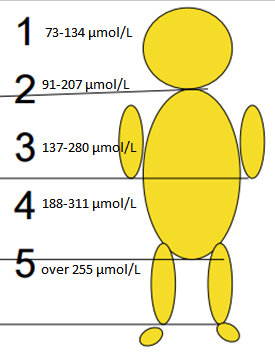 1 73-134 µmol/L
2 91-207 µmol/L
3 137-280 µmol/L
4 188-311 µmol/L
5 over 255 µmol/L